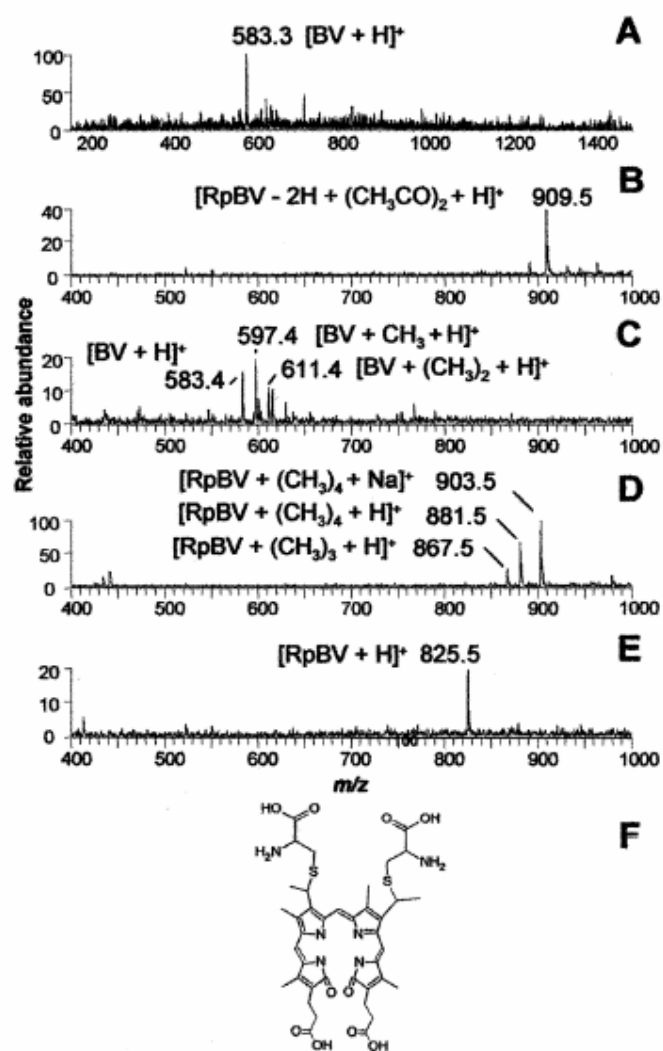 A
583.3 [BV + H]⁺
100
50
0
200 400 600 800 1000 1200 1400
B
[RpBV - 2H + (CH₃CO)₂ + H]⁺ 909.5
40
20
0
400 500 600 700 800 900 1000
C
[BV + H]⁺
597.4 [BV + CH₃ + H]⁺
583.4 611.4 [BV + (CH₃)₂ + H]⁺
20
10
0
400 500 600 700 800 900 1000
Relative abundance
D
[RpBV + (CH₃)₄ + Na]⁺ 903.5
[RpBV + (CH₃)₄ + H]⁺ 881.5
[RpBV + (CH₃)₃ + H]⁺ 867.5
100
50
0
400 500 600 700 800 900 1000
E
[RpBV + H]⁺ 825.5
20
10
0
400 500 600 700 800 900 1000
m/z
F
HO O
H₂N
S
O OH
NH₂
S
N N
N N
O O
O OH
O OH